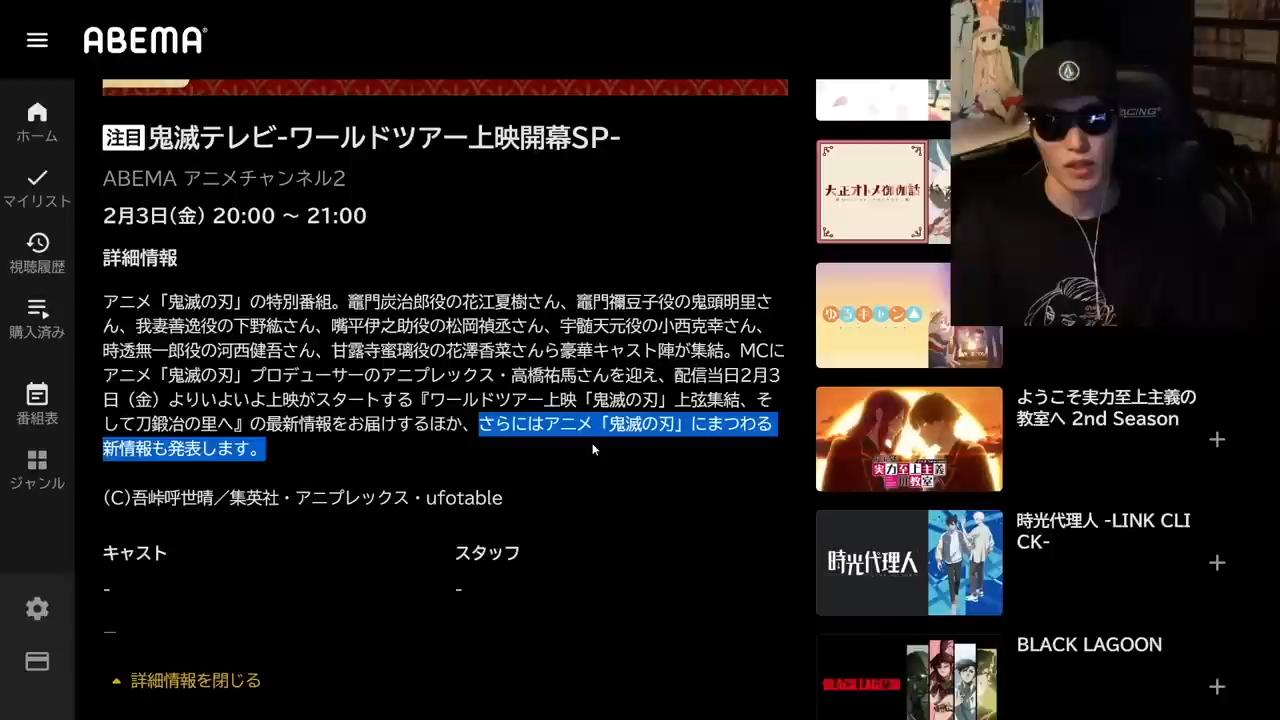 ABEMA
ホーム
マイリスト
視聴履歴
購入済み
番組表
ジャンル
注目 鬼滅テレビ-ワールドツアー上映開幕SP-
ABEMA アニメチャンネル2
2月3日(金) 20:00 ～ 21:00
詳細情報
アニメ「鬼滅の刃」の特別番組。竈門炭治郎役の花江夏樹さん、竈門禰豆子役の鬼頭明里さ
ん、我妻善逸役の下野紘さん、嘴平伊之助役の松岡禎丞さん、宇髄天元役の小西克幸さん、
時透無一郎役の河西健吾さん、甘露寺蜜璃役の花澤香菜さんら豪華キャスト陣が集結。MCに
アニメ「鬼滅の刃」プロデューサーのアニプレックス・高橋祐馬さんを迎え、配信当日2月3
日（金）よりいよいよ上映がスタートする『ワールドツアー上映「鬼滅の刃」上弦集結、そ
して刀鍛冶の里へ』の最新情報をお届けするほか、さらにはアニメ「鬼滅の刃」にまつわる
新情報も発表します。
(C)吾峠呼世晴／集英社・アニプレックス・ufotable
キャスト
スタッフ
-
-
詳細情報を閉じる
大正オトメ御伽話
ゆるキャン△
実力至上主義
教室へ
ようこそ実力至上主義の
教室へ 2nd Season
時光代理人
時光代理人 -LINK CLI
CK-
BLACK LAGOON